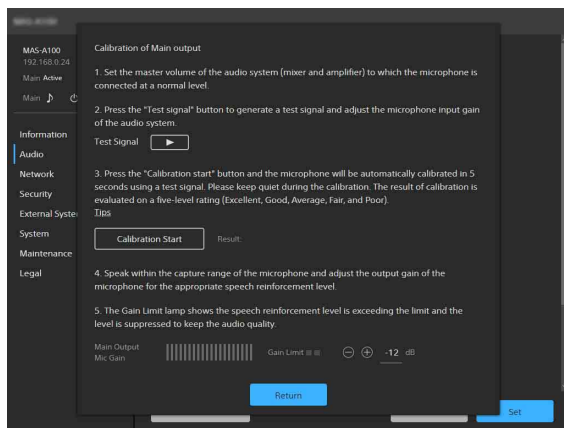 MAS-A100
MAS-A100
192.168.0.24
Main Active
Main
Information
Audio
Network
Security
External Syste
System
Maintenance
Legal
Calibration of Main output
1. Set the master volume of the audio system (mixer and amplifier) to which the microphone is
connected at a normal level.
2. Press the "Test signal" button to generate a test signal and adjust the microphone input gain
of the audio system.
Test Signal
3. Press the "Calibration start" button and the microphone will be automatically calibrated in 5
seconds using a test signal. Please keep quiet during the calibration. The result of calibration is
evaluated on a five-level rating (Excellent, Good, Average, Fair, and Poor).
Tips
Calibration Start Result:
4. Speak within the capture range of the microphone and adjust the output gain of the
microphone for the appropriate speech reinforcement level.
5. The Gain Limit lamp shows the speech reinforcement level is exceeding the limit and the
level is suppressed to keep the audio quality.
Main Output
Mic Gain
Gain Limit
-12 dB
Return
Set